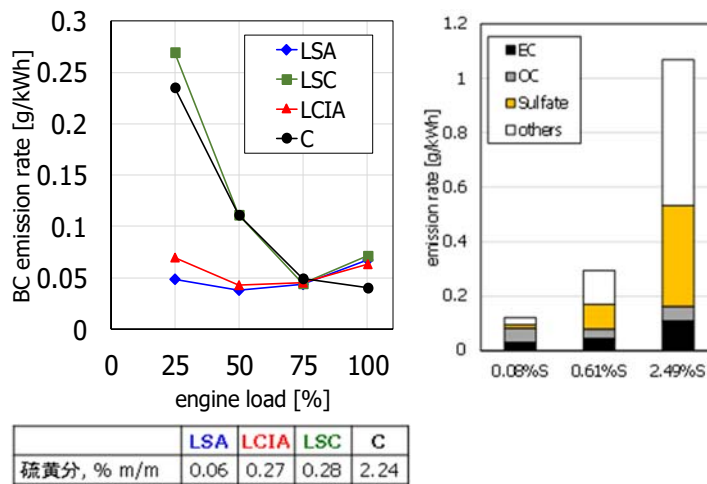 BC emission rate [g/kWh]
0.3
0.25
0.2
0.15
0.1
0.05
0
LSA
LSC
LCIA
C
0 25 50 75 100
engine load [%]
emission rate [g/kWh]
1.2
1
0.8
0.6
0.4
0.2
0
EC
OC
Sulfate
others
0.08%S 0.61%S 2.49%S
LSA LCIA LSC C
硫黄分, % m/m 0.06 0.27 0.28 2.24